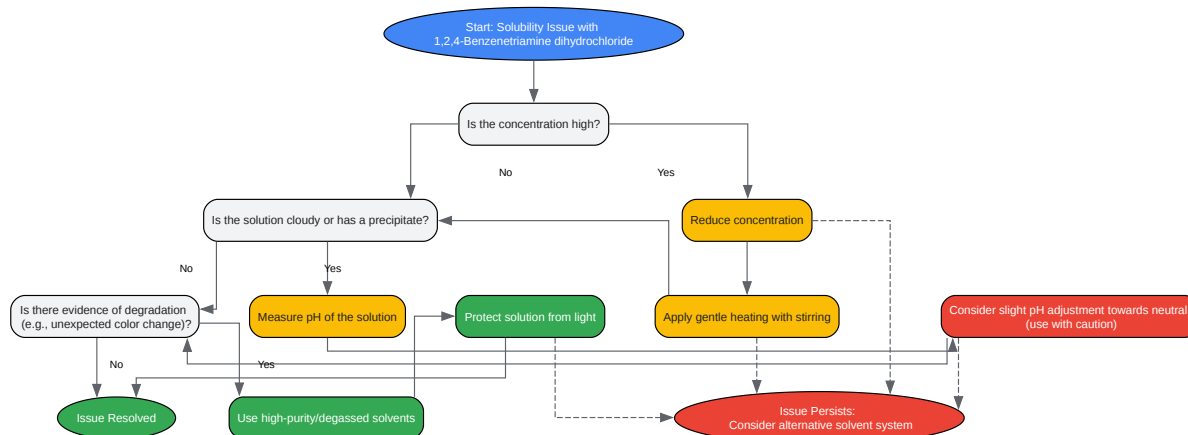 Start: Solubility Issue with
1,2,4-Benzenetriamine dihydrochloride
Is the concentration high?
No
Yes
Is the solution cloudy or has a precipitate?
Reduce concentration
No
Yes
Is there evidence of degradation
(e.g., unexpected color change)?
Measure pH of the solution
Protect solution from light
Apply gentle heating with stirring
Consider slight pH adjustment towards neutral
(use with caution)
No
Yes
Issue Resolved
Use high-purity/degassed solvents
Issue Persists:
Consider alternative solvent system